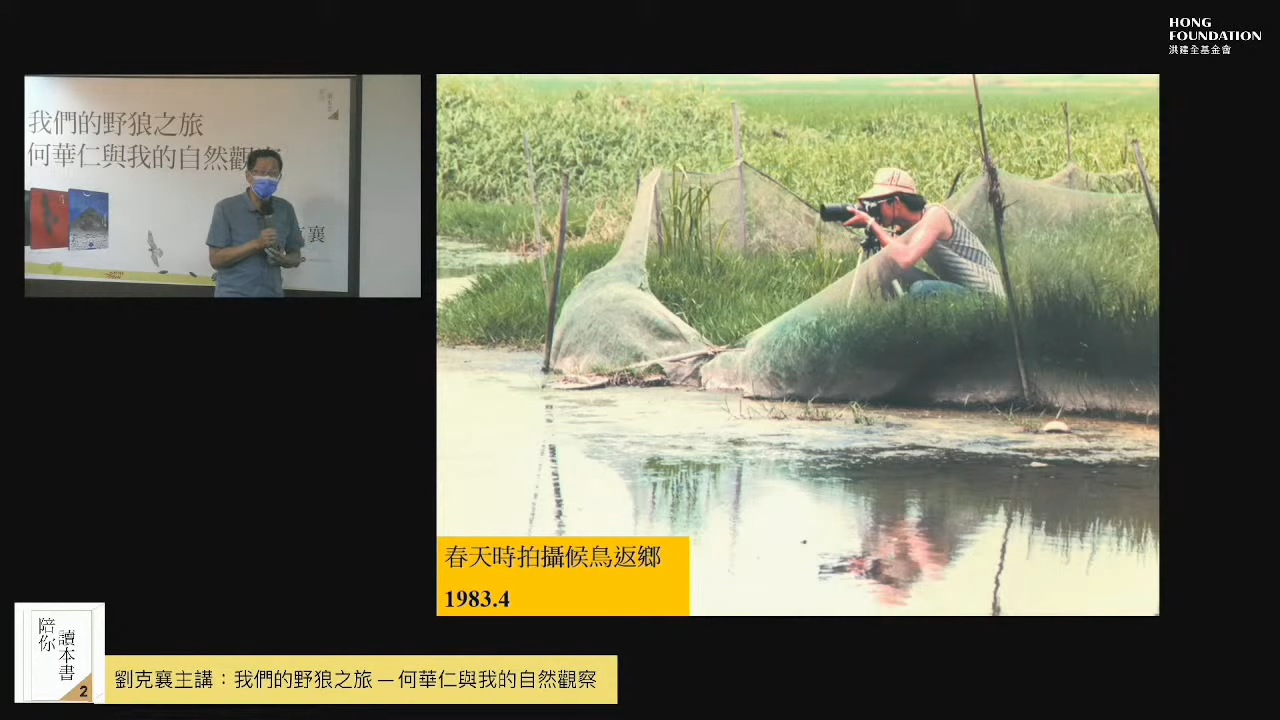 HONG
FOUNDATION
洪建全基金會
我們的野狼之旅
何華仁與我的自然觀
襄
春天時拍攝候鳥返鄉
1983.4
陪你
讀本書
2
劉克襄主講：我們的野狼之旅 — 何華仁與我的自然觀察